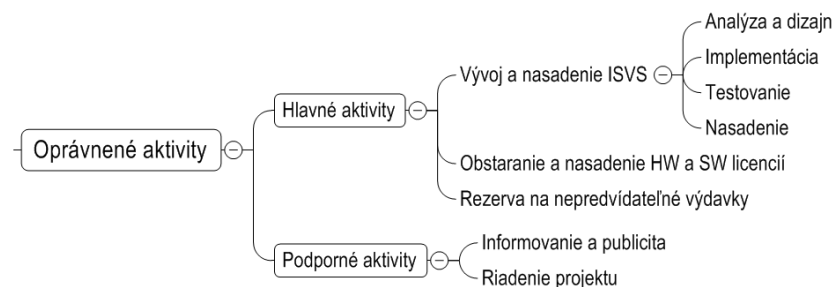 Oprávnené aktivity
Hlavné aktivity
Vývoj a nasadenie ISVS
Analýza a dizajn
Implementácia
Testovanie
Nasadenie
Obstaranie a nasadenie HW a SW licencií
Rezerva na nepredvídateľné výdavky
Podporné aktivity
Informovanie a publicita
Riadenie projektu